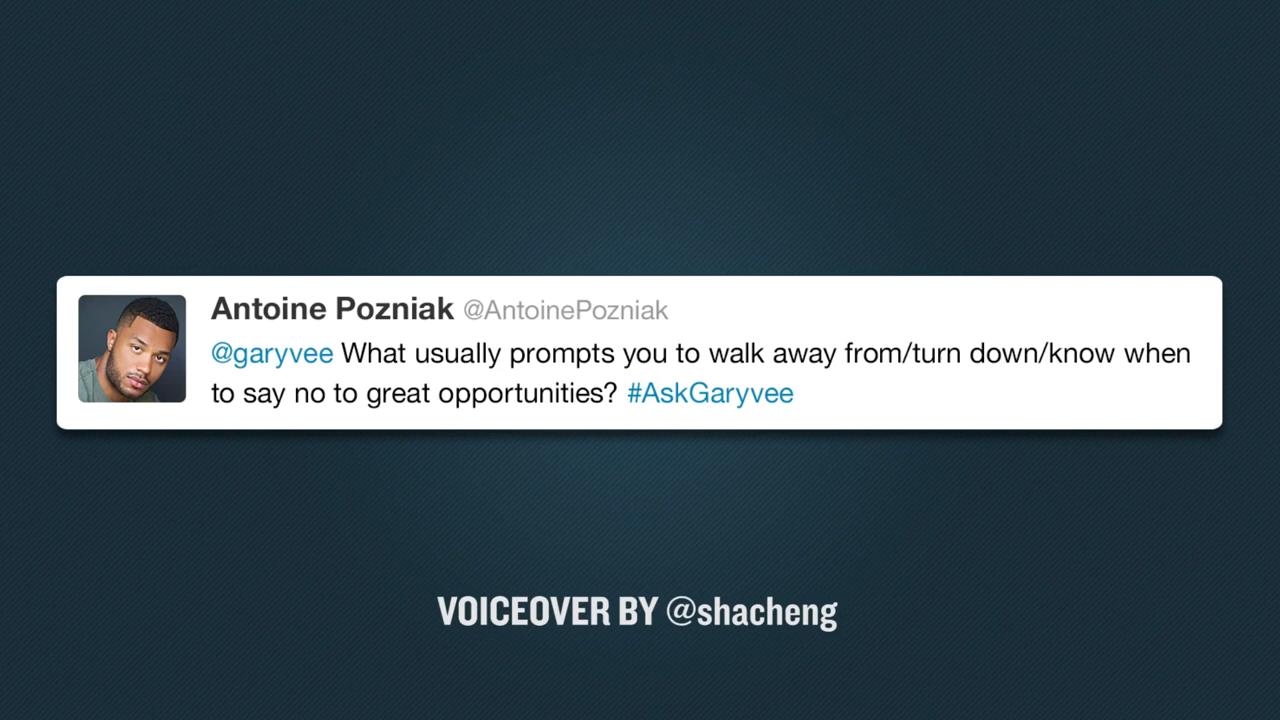 Antoine Pozniak @AntoinePozniak
@garyvee What usually prompts you to walk away from/turn down/know when
to say no to great opportunities? #AskGaryvee
VOICEOVER BY @shacheng